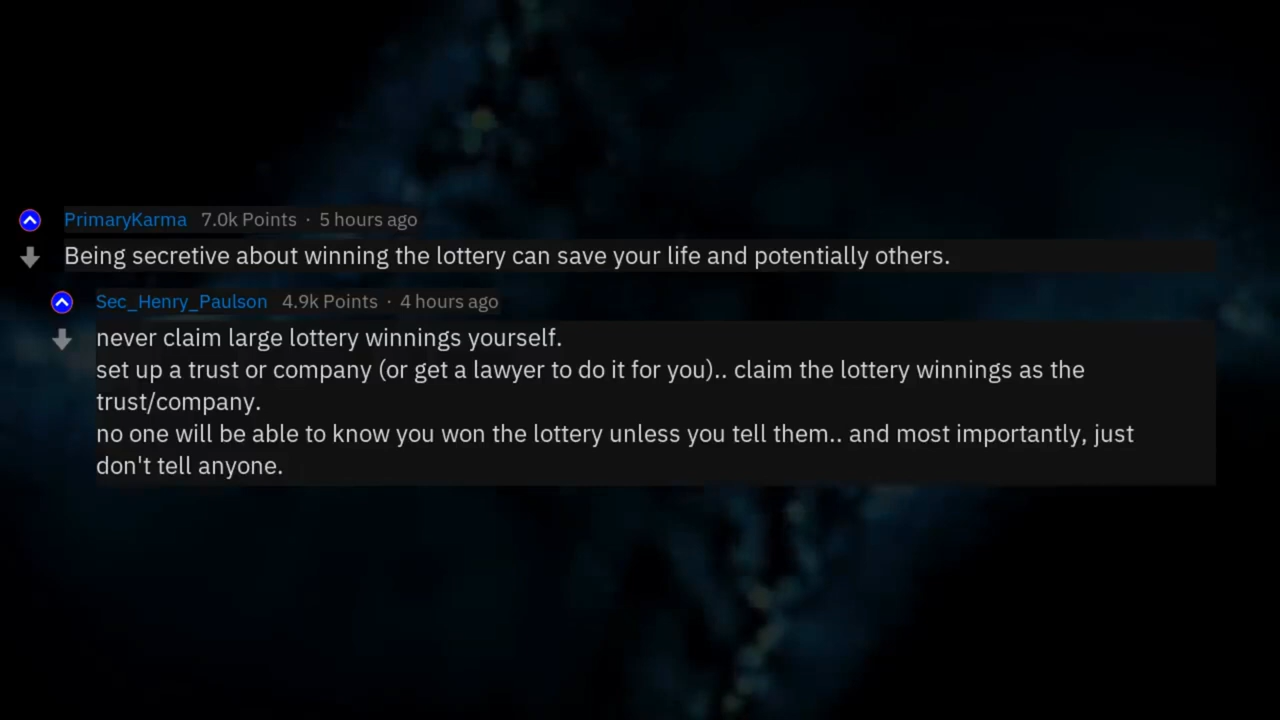 PrimaryKarma 7.0k Points · 5 hours ago
Being secretive about winning the lottery can save your life and potentially others.
Sec_Henry_Paulson 4.9k Points · 4 hours ago
never claim large lottery winnings yourself.
set up a trust or company (or get a lawyer to do it for you).. claim the lottery winnings as the
trust/company.
no one will be able to know you won the lottery unless you tell them.. and most importantly, just
don't tell anyone.